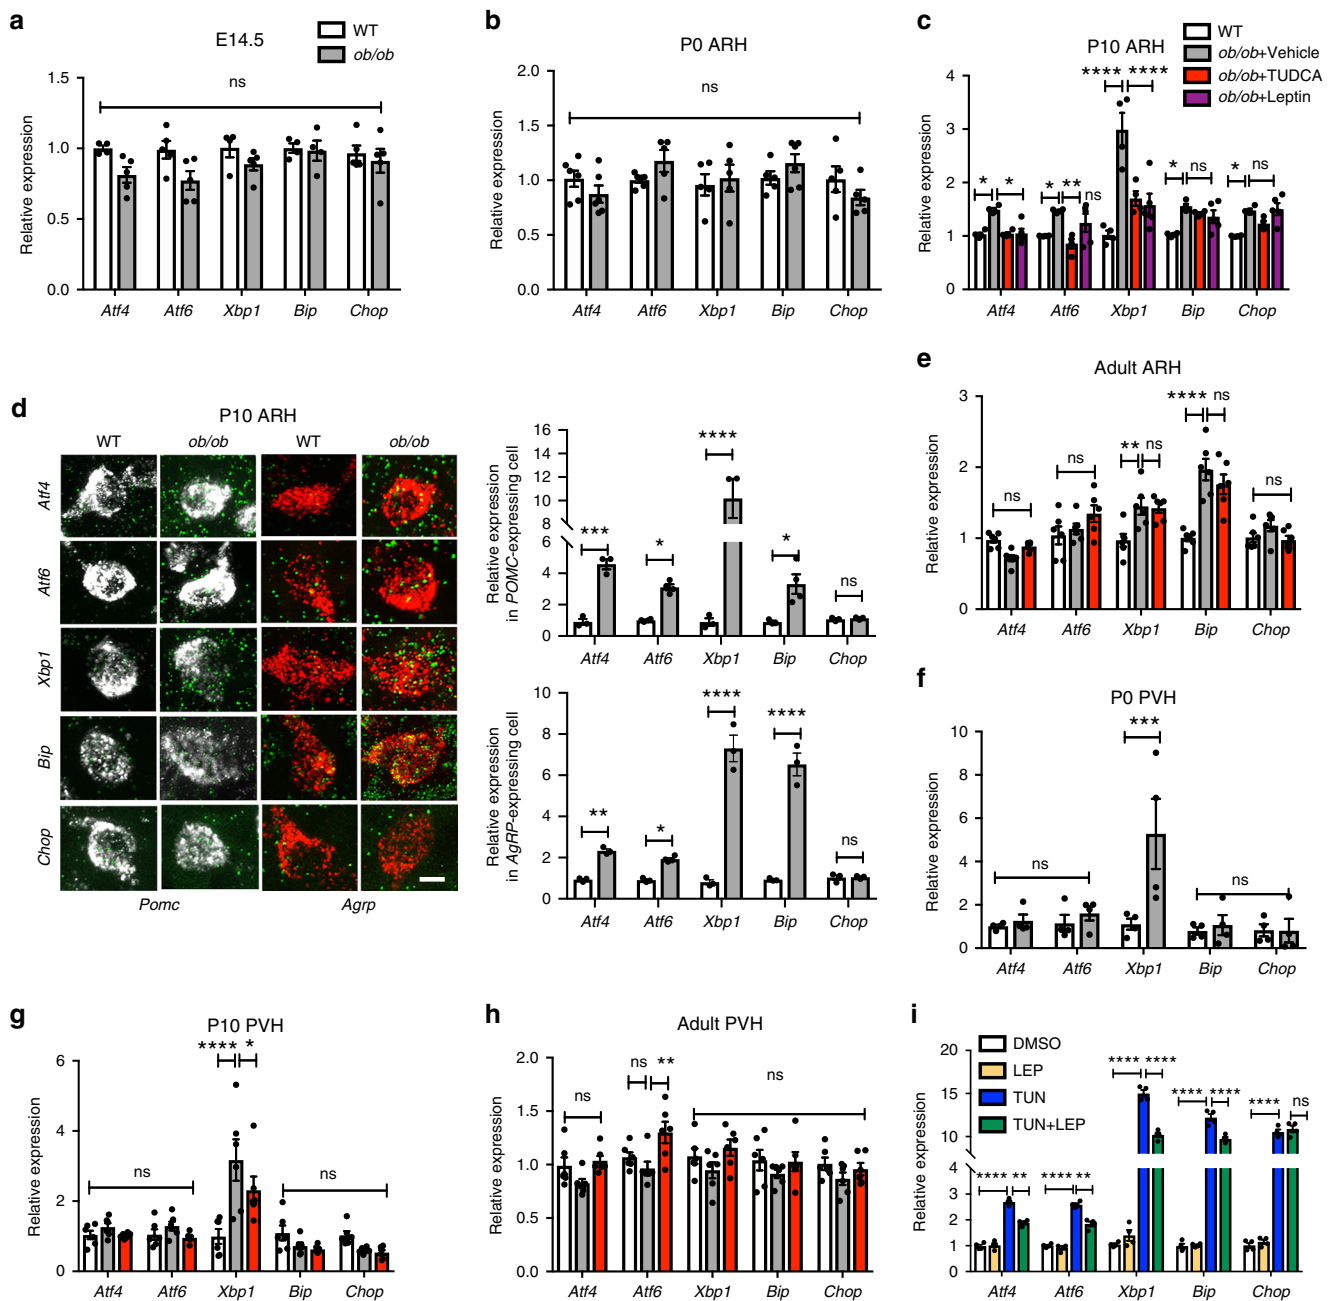 a
E14.5
WT
ob/ob
Relative expression
1.5
1.0
0.5
0.0
ns
Atf4 Atf6 Xbp1 Bip Chop
b
P0 ARH
Relative expression
2.0
1.5
1.0
0.5
0.0
ns
Atf4 Atf6 Xbp1 Bip Chop
c
P10 ARH
WT
ob/ob+Vehicle
ob/ob+TUDCA
ob/ob+Leptin
Relative expression
4
3
2
1
0
* * * ** ns **** **** * ns * ns
Atf4 Atf6 Xbp1 Bip Chop
d
P10 ARH
WT ob/ob WT ob/ob
Atf4
Atf6
Xbp1
Bip
Chop
Pomc Agrp
Relative expression
in POMC-expressing cell
16
14
12
10
8
6
4
2
0
*** * **** * ns
Atf4 Atf6 Xbp1 Bip Chop
Relative expression
in AgRP-expressing cell
10
8
6
4
2
0
** * **** **** ns
Atf4 Atf6 Xbp1 Bip Chop
e
Adult ARH
Relative expression
3
2
1
0
ns ns ** ns **** ns ns
Atf4 Atf6 Xbp1 Bip Chop
f
P0 PVH
Relative expression
10
8
6
4
2
0
ns *** ns
Atf4 Atf6 Xbp1 Bip Chop
g
P10 PVH
Relative expression
6
4
2
0
ns **** * ns
Atf4 Atf6 Xbp1 Bip Chop
h
Adult PVH
Relative expression
2.0
1.5
1.0
0.5
0.0
ns ns ** ns
Atf4 Atf6 Xbp1 Bip Chop
i
DMSO
LEP
TUN
TUN+LEP
Relative expression
20
15
10
4
3
2
1
0
**** ** **** ** **** **** **** **** **** ns
Atf4 Atf6 Xbp1 Bip Chop